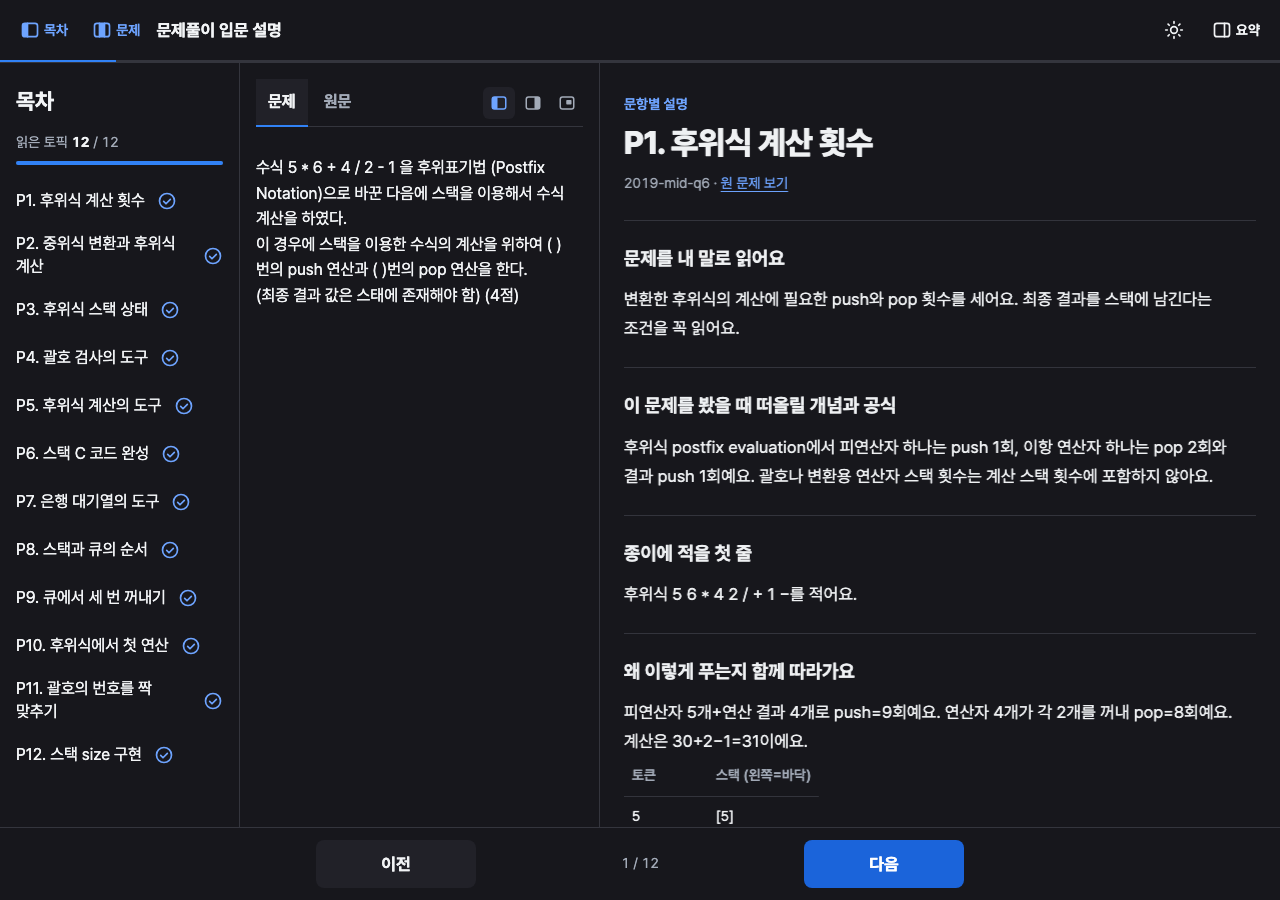 목차
문제
문제풀이 입문 설명
요약
목차
읽은 토픽 12 / 12
P1. 후위식 계산 횟수
P2. 중위식 변환과 후위식
계산
P3. 후위식 스택 상태
P4. 괄호 검사의 도구
P5. 후위식 계산의 도구
P6. 스택 C 코드 완성
P7. 은행 대기열의 도구
P8. 스택과 큐의 순서
P9. 큐에서 세 번 꺼내기
P10. 후위식에서 첫 연산
P11. 괄호의 번호를 짝
맞추기
P12. 스택 size 구현
문제
원문
수식 5 * 6 + 4 / 2 - 1 을 후위표기법 (Postfix
Notation)으로 바꾼 다음에 스택을 이용해서 수식
계산을 하였다.
이 경우에 스택을 이용한 수식의 계산을 위하여 ( )
번의 push 연산과 ( )번의 pop 연산을 한다.
(최종 결과 값은 스태에 존재해야 함) (4점)
문항별 설명
P1. 후위식 계산 횟수
2019-mid-q6 · 원 문제 보기
문제를 내 말로 읽어요
변환한 후위식의 계산에 필요한 push와 pop 횟수를 세어요. 최종 결과를 스택에 남긴다는
조건을 꼭 읽어요.
이 문제를 봤을 때 떠올릴 개념과 공식
후위식 postfix evaluation에서 피연산자 하나는 push 1회, 이항 연산자 하나는 pop 2회와
결과 push 1회예요. 괄호나 변환용 연산자 스택 횟수는 계산 스택 횟수에 포함하지 않아요.
종이에 적을 첫 줄
후위식 5 6 * 4 2 / + 1 −를 적어요.
왜 이렇게 푸는지 함께 따라가요
피연산자 5개+연산 결과 4개로 push=9회예요. 연산자 4개가 각 2개를 꺼내 pop=8회예요.
계산은 30+2−1=31이에요.
토큰 스택 (왼쪽=바닥)
5 [5]
이전
1 / 12
다음